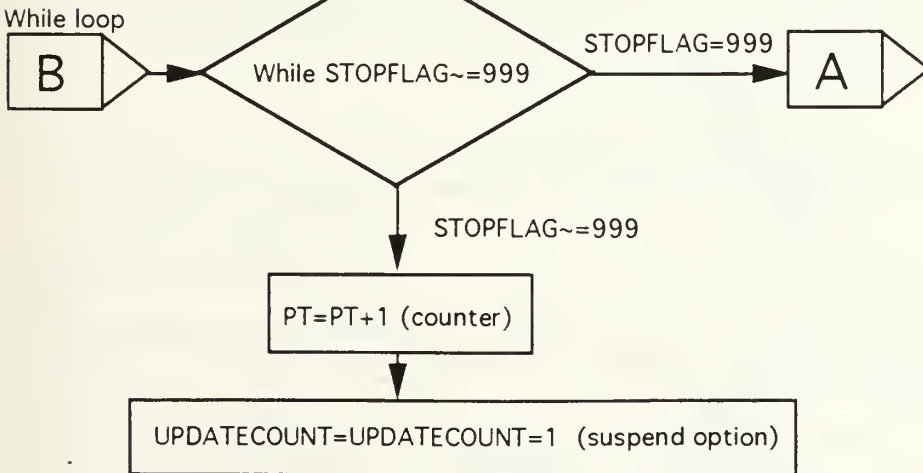 While loop
B
While STOPFLAG~=999
STOPFLAG=999
A
STOPFLAG~=999
PT=PT+1 (counter)
UPDATECOUNT=UPDATECOUNT=1 (suspend option)